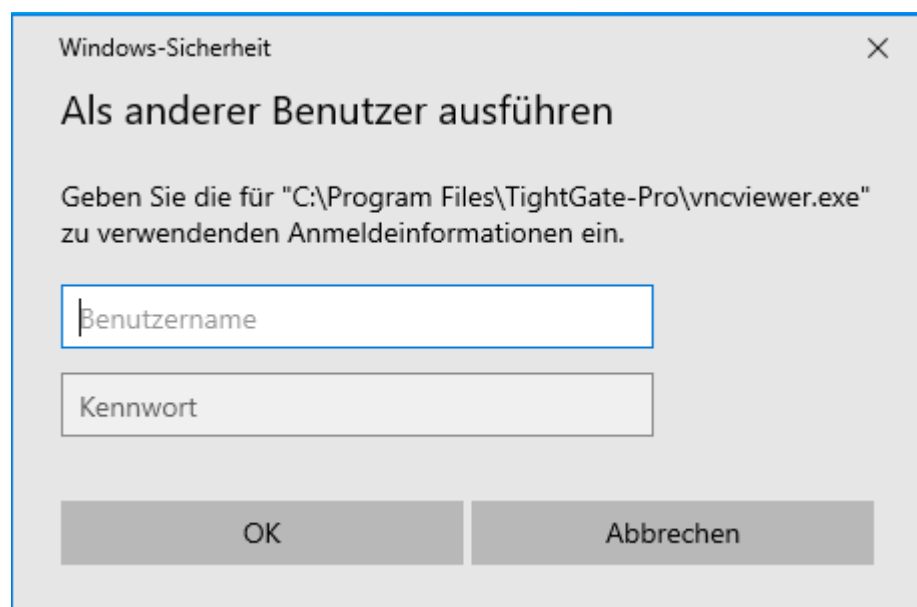 Windows-Sicherheit
Als anderer Benutzer ausführen
Geben Sie die für "C:\Program Files\TightGate-Pro\vncviewer.exe"
zu verwendenden Anmeldeinformationen ein.
Benutzername
Kennwort
OK
Abbrechen